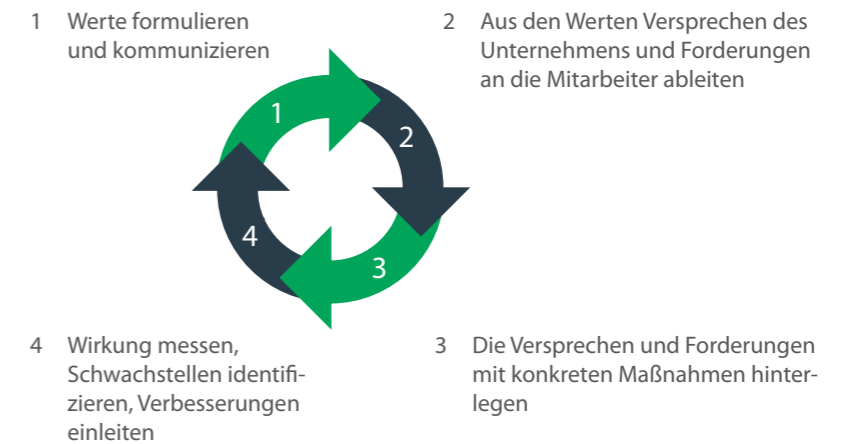 1 Werte formulieren
und kommunizieren
2 Aus den Werten Versprechen des
Unternehmens und Forderungen
an die Mitarbeiter ableiten
1
2
4
3
4 Wirkung messen,
Schwachstellen identifi-
zieren, Verbesserungen
einleiten
3 Die Versprechen und Forderungen
mit konkreten Maßnahmen hinter-
legen